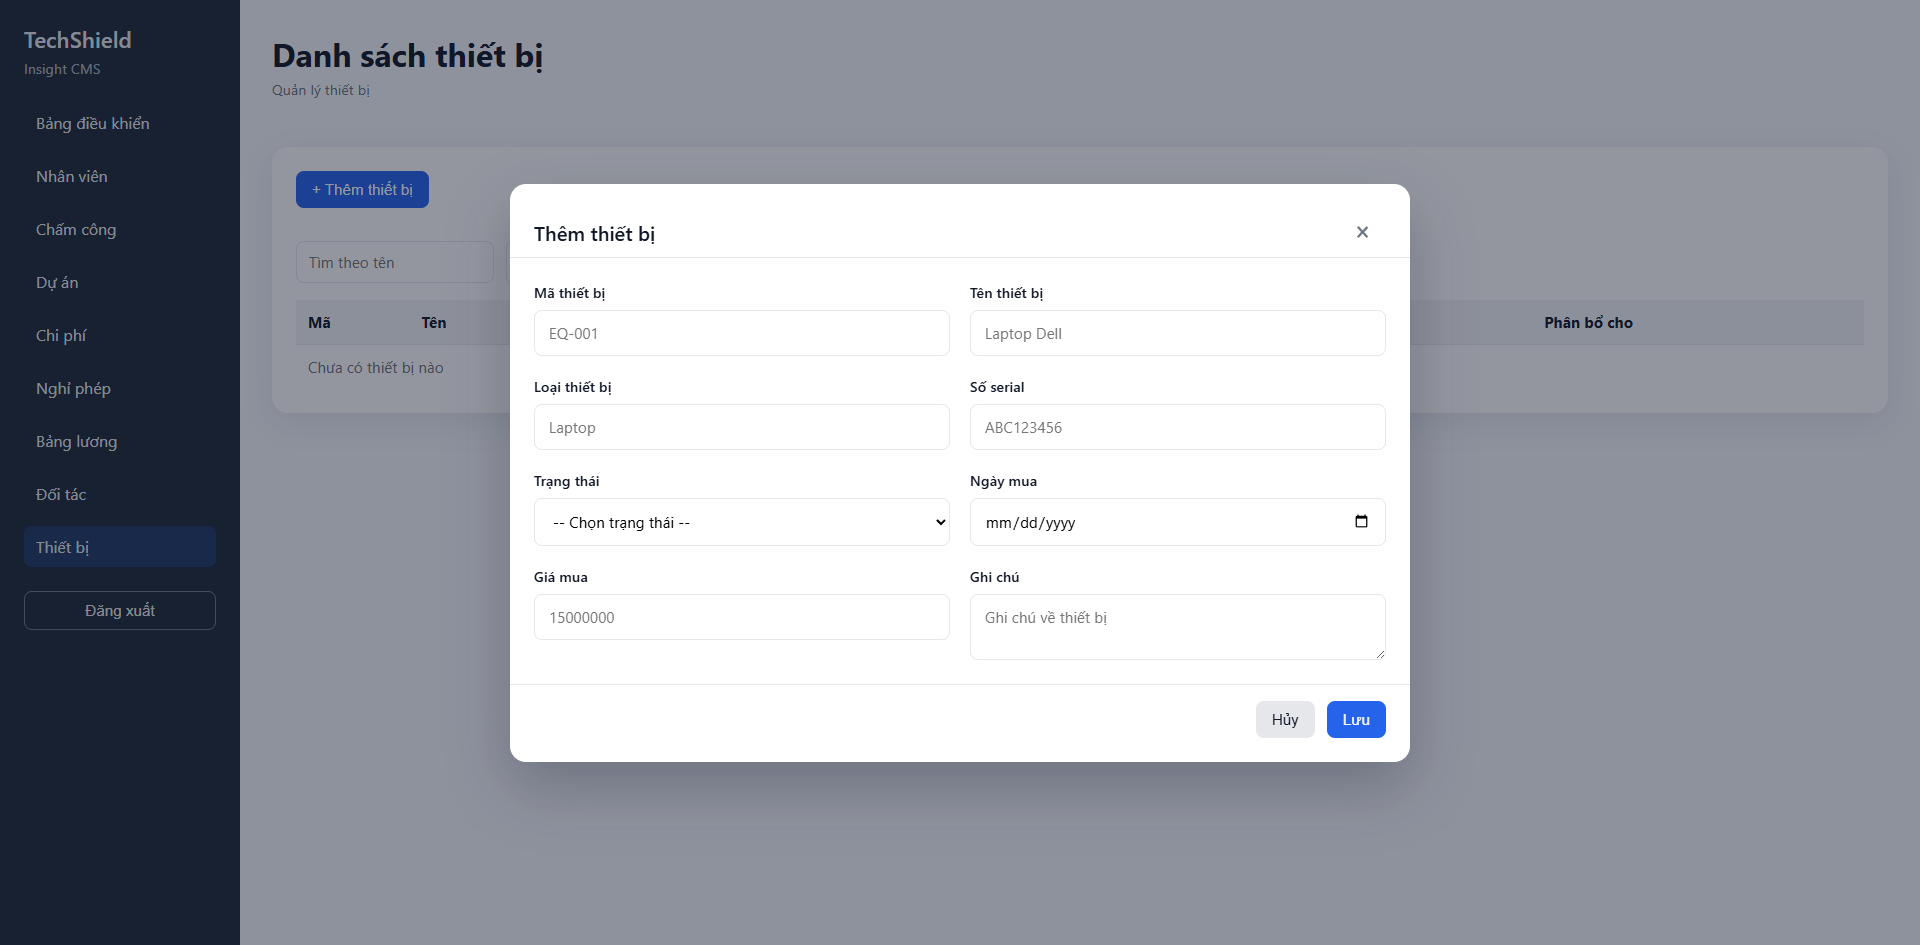 TechShield
Insight CMS
Bảng điều khiển
Nhân viên
Chấm công
Dự án
Chi phí
Nghỉ phép
Bảng lương
Đối tác
Thiết bị
Đăng xuất
Danh sách thiết bị
Quản lý thiết bị
+ Thêm thiết bị
Tìm theo tên
Mã Tên Phân bổ cho
Chưa có thiết bị nào
Thêm thiết bị ×
Mã thiết bị Tên thiết bị
EQ-001 Laptop Dell
Loại thiết bị Số serial
Laptop ABC123456
Trạng thái Ngày mua
-- Chọn trạng thái -- mm/dd/yyyy
Giá mua Ghi chú
15000000 Ghi chú về thiết bị
Hủy Lưu